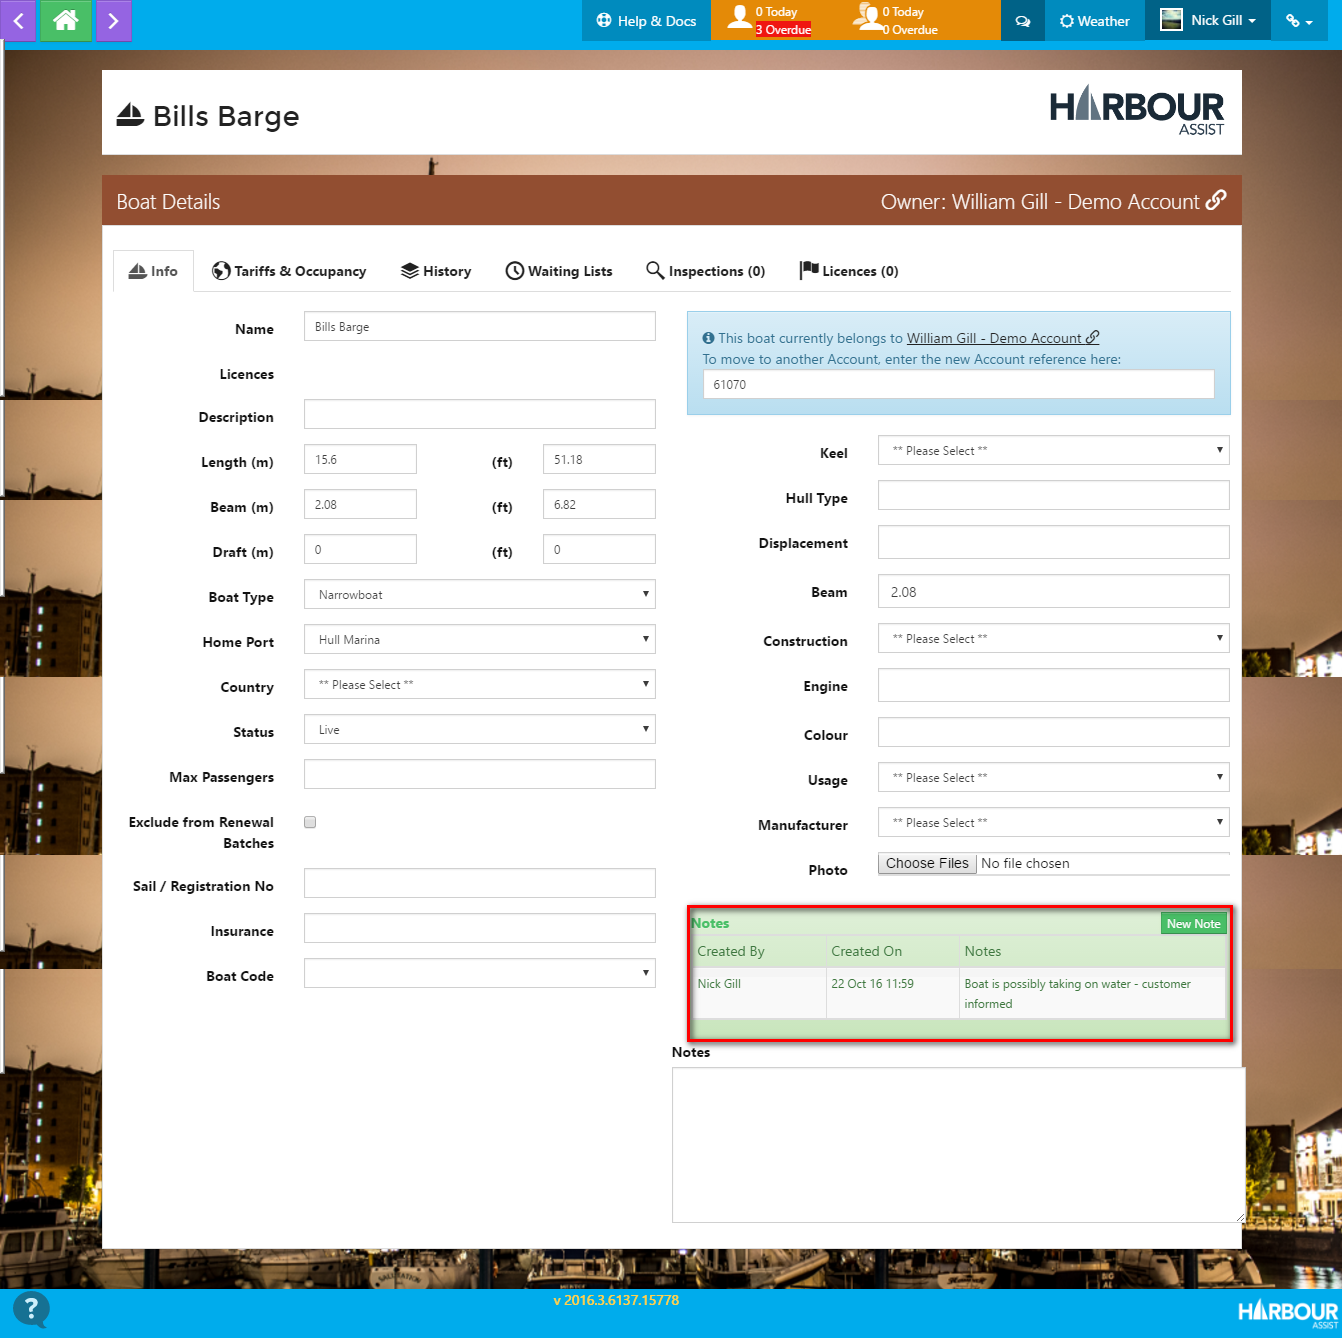 Help & Docs
0 Today
3 Overdue
0 Today
0 Overdue
Weather
Nick Gill
Bills Barge
HARBOUR
ASSIST
Boat Details
Owner: William Gill - Demo Account
Info
Tariffs & Occupancy
History
Waiting Lists
Inspections (0)
Licences (0)
Name
Bills Barge
Licences
Description
Length (m)
15.6
(ft)
51.18
Beam (m)
2.08
(ft)
6.82
Draft (m)
0
(ft)
0
Boat Type
Narrowboat
Home Port
Hull Marina
Country
** Please Select **
Status
Live
Max Passengers
Exclude from Renewal
Batches
Sail / Registration No
Insurance
Boat Code
This boat currently belongs to William Gill - Demo Account
To move to another Account, enter the new Account reference here:
61070
Keel
** Please Select **
Hull Type
Displacement
Beam
2.08
Construction
** Please Select **
Engine
Colour
Usage
** Please Select **
Manufacturer
** Please Select **
Photo
Choose Files No file chosen
Notes
New Note
Created By
Created On
Notes
Nick Gill
22 Oct 16 11:59
Boat is possibly taking on water - customer
informed
Notes
v 2016.3.6137.15778
?
HARBOUR
ASSIST